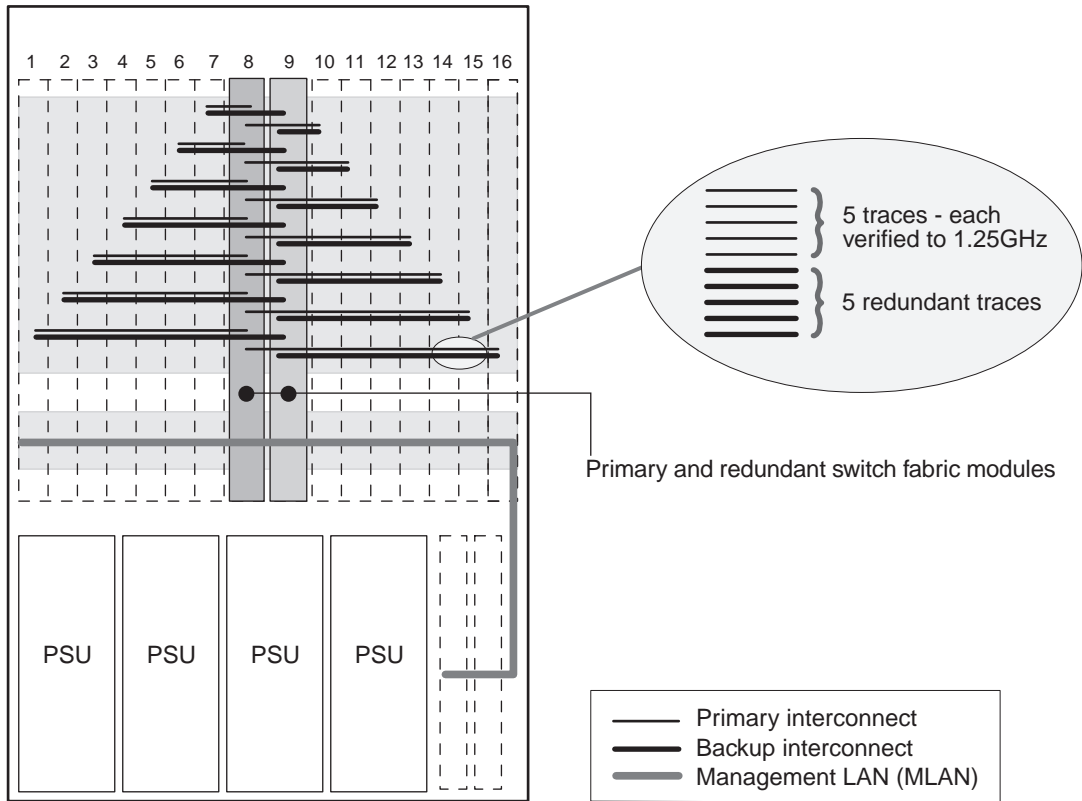 1 2 3 4 5 6 7 8 9 10 11 12 13 14 15 16
5 traces - each
verified to 1.25GHz
5 redundant traces
Primary and redundant switch fabric modules
PSU PSU PSU PSU
Primary interconnect
Backup interconnect
Management LAN (MLAN)